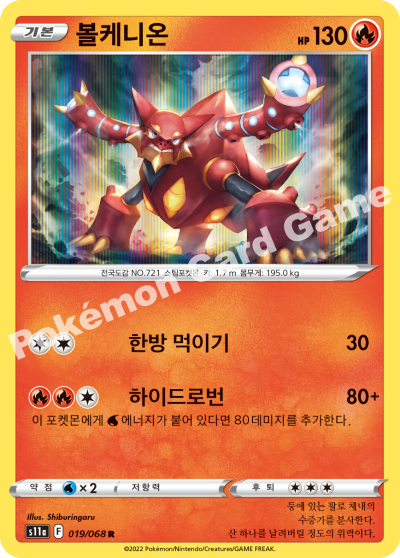 기본 볼케니온 HP 130
전국도감 NO.721 스팀포켓몬 키: 1.7 m 몸무게: 195.0 kg
한방 먹이기 30
하이드로번 80+
이 포켓몬에게 에너지가 붙어 있다면 80데미지를 추가한다.
약점 ×2 저항력 후퇴
Illus. Shiburingaru
s11a F 019/068 R
등에 있는 팔로 체내의
수증기를 분사한다.
산 하나를 날려버릴 정도의 위력이다.
©2022 Pokémon/Nintendo/Creatures/GAME FREAK.
Pokémon Card Game